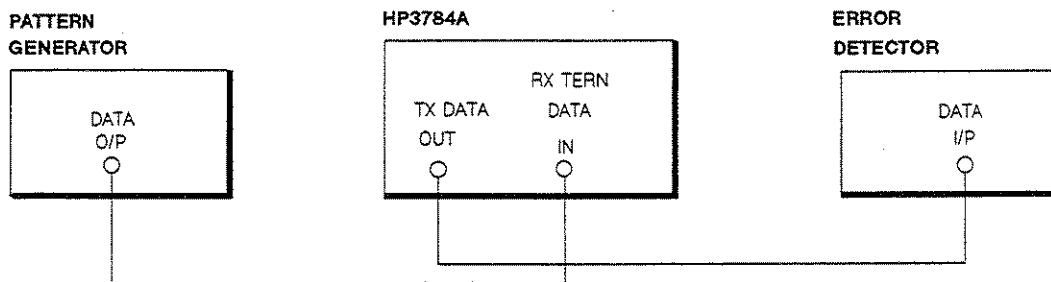 PATTERN
GENERATOR
DATA
O/P
HP3784A
TX DATA
OUT
RX TERN
DATA
IN
ERROR
DETECTOR
DATA
I/P